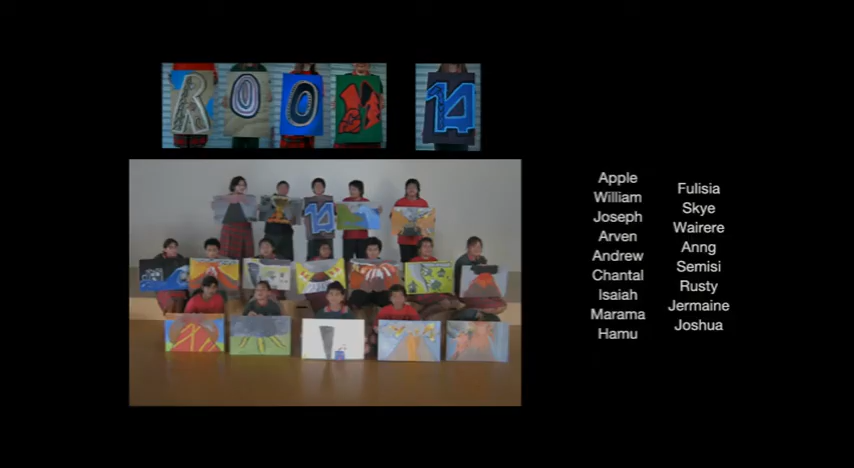 ROOM 14
14
Apple
William
Joseph
Arven
Andrew
Chantal
Isaiah
Marama
Hamu
Fulisia
Skye
Wairere
Anng
Semisi
Rusty
Jermaine
Joshua